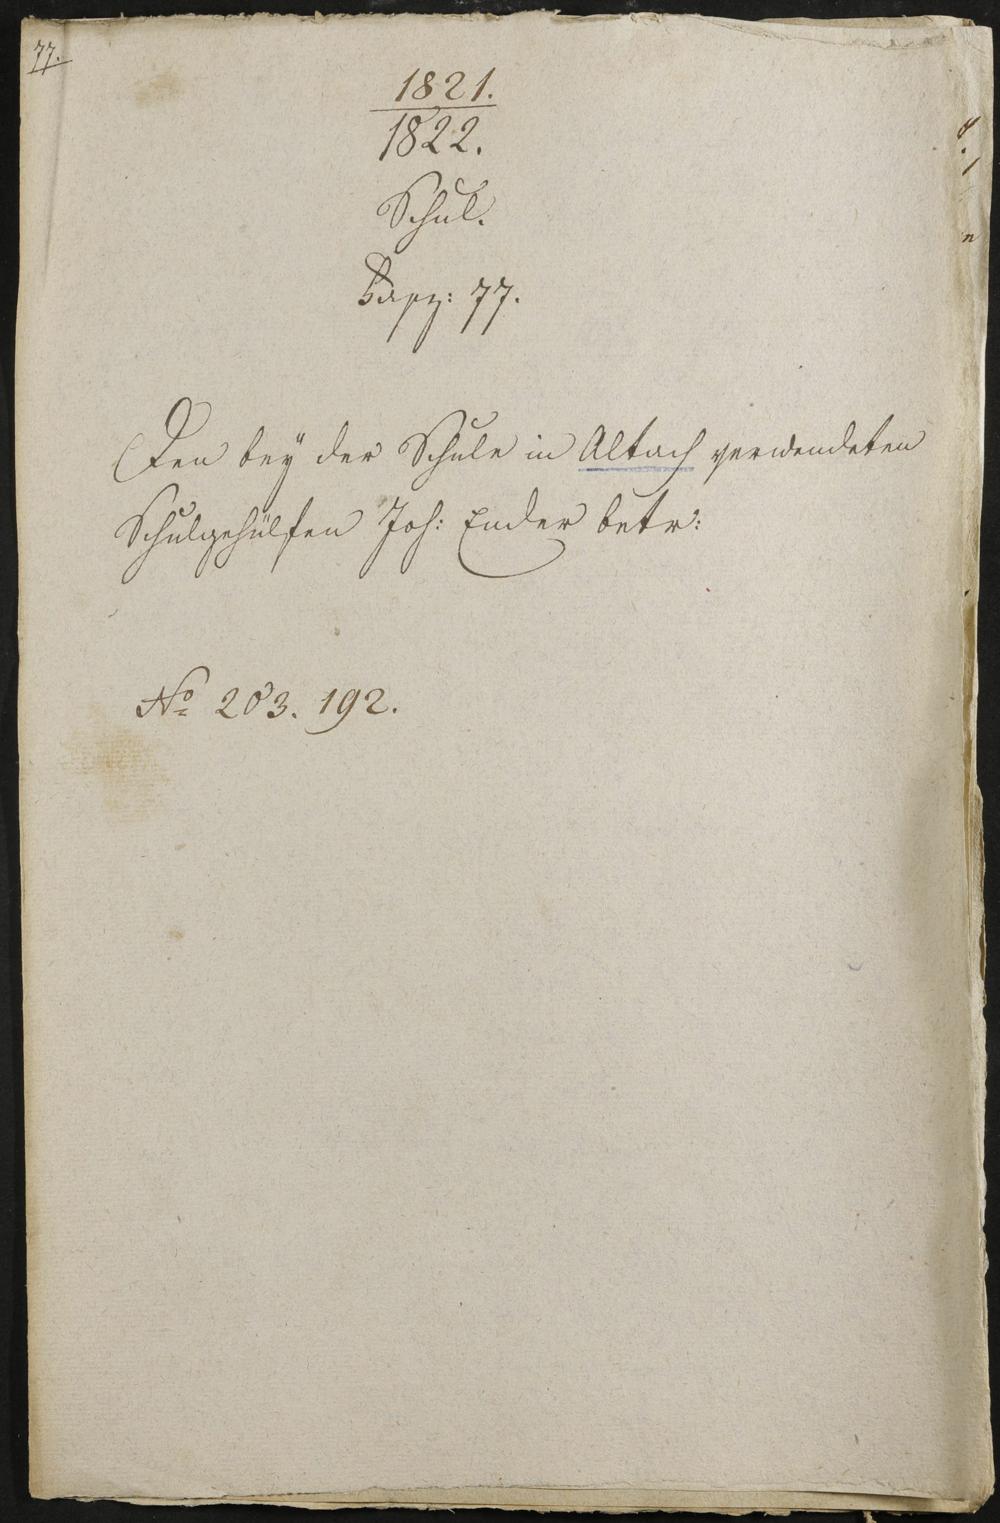 77.
1821.
1822.
Schul.
Fasz: 77.
Den bey der Schule in Altach verwendeten
Schulgehülfen Joh: Ender betr:
No 203. 192.